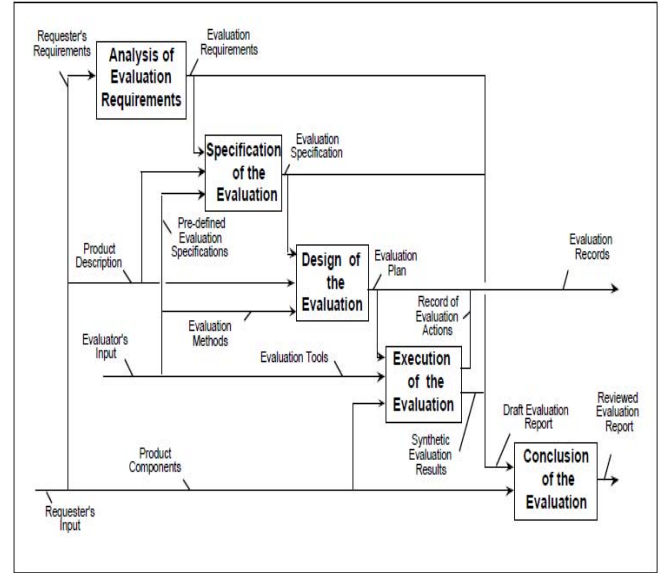 Requester's
Requirements
Analysis of
Evaluation
Requirements
Evaluation
Requirements
Specification
of the
Evaluation
Evaluation
Specification
Pre-defined
Evaluation
Specifications
Product
Description
Design of
the
Evaluation
Evaluation
Plan
Evaluation
Records
Evaluation
Methods
Record of
Evaluation
Actions
Evaluator's
Input
Evaluation Tools
Execution
of the
Evaluation
Synthetic
Evaluation
Results
Draft Evaluation
Report
Reviewed
Evaluation
Report
Product
Components
Conclusion
of the
Evaluation
Requester's
Input